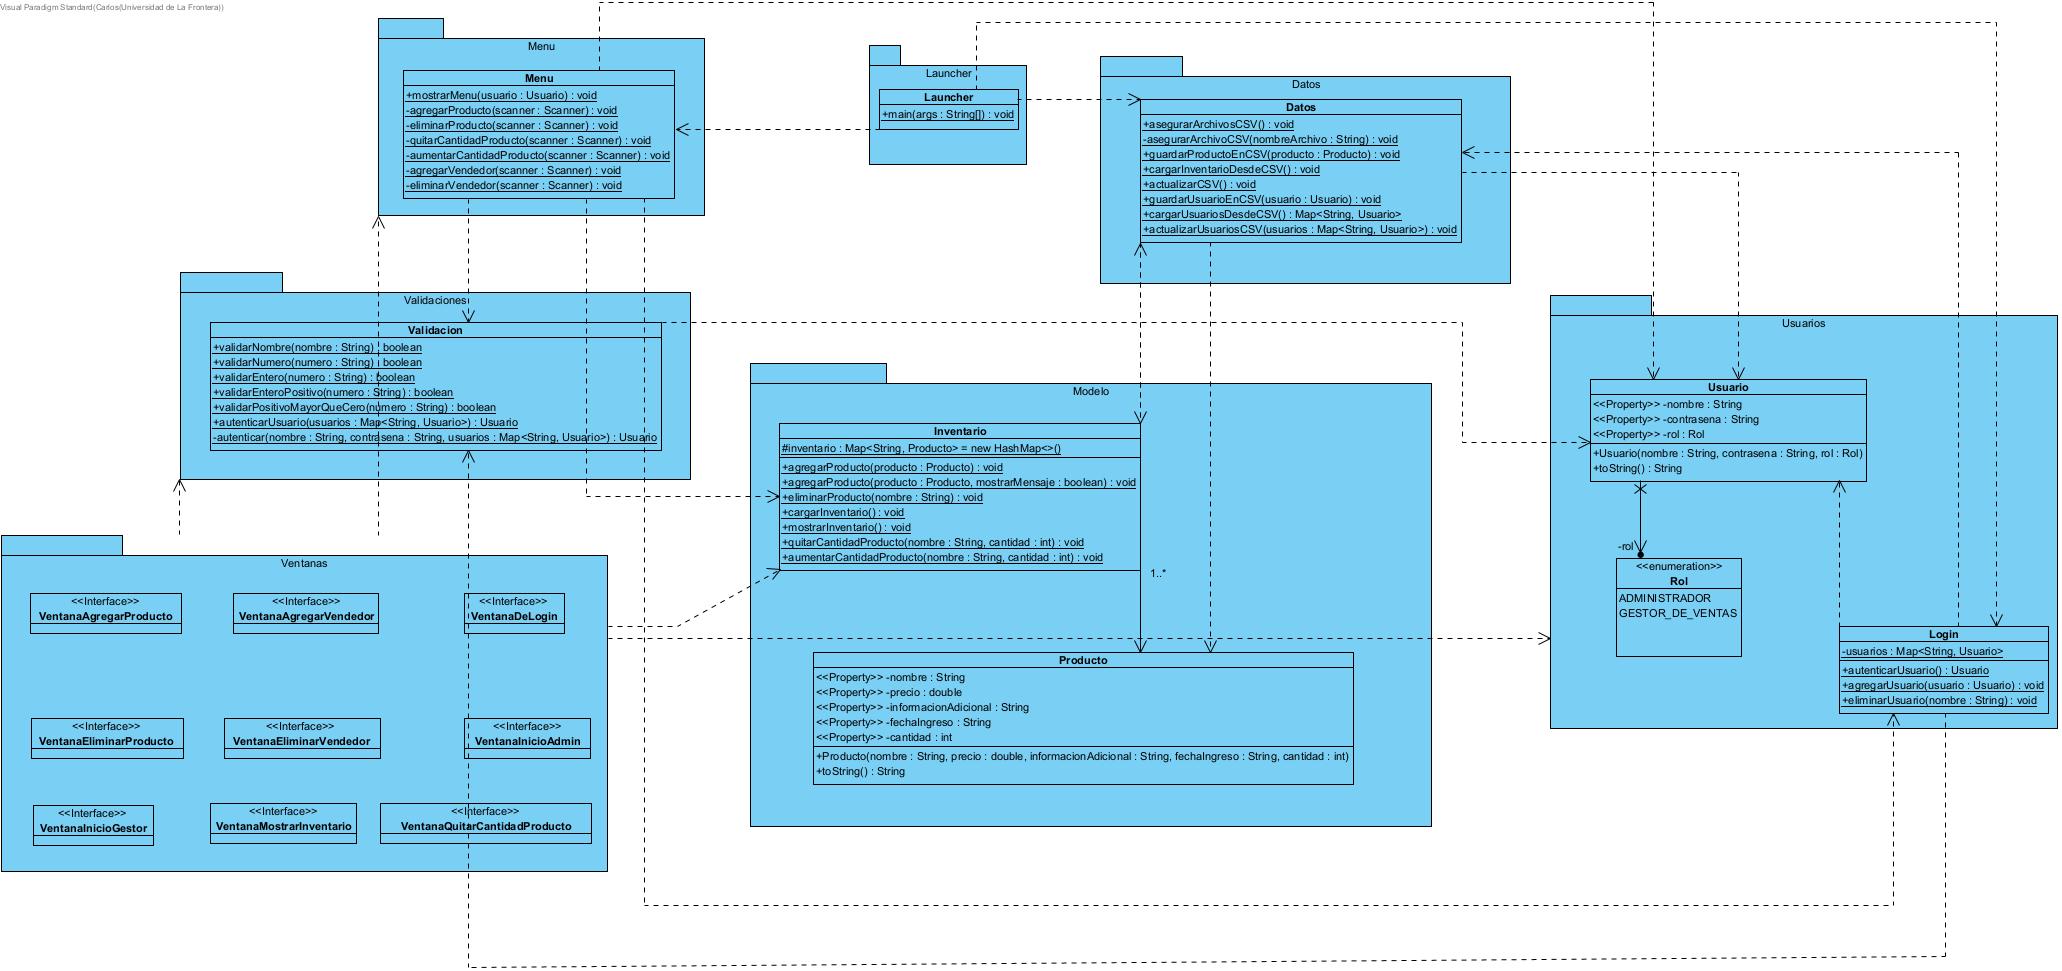 Visual Paradigm Standard(Carlos(Universidad de La Frontera))
Menu
Menu
+mostrarMenu(usuario : Usuario) : void
-agregarProducto(scanner : Scanner) : void
-eliminarProducto(scanner : Scanner) : void
-quitarCantidadProducto(scanner : Scanner) : void
-aumentarCantidadProducto(scanner : Scanner) : void
-agregarVendedor(scanner : Scanner) : void
-eliminarVendedor(scanner : Scanner) : void
Launcher
Launcher
+main(args : String[]) : void
Datos
Datos
+asegurarArchivosCSV() : void
-asegurarArchivoCSV(nombreArchivo : String) : void
+guardarProductoEnCSV(producto : Producto) : void
+cargarInventarioDesdeCSV() : void
+actualizarCSV() : void
+guardarUsuarioEnCSV(usuario : Usuario) : void
+cargarUsuariosDesdeCSV() : Map<String, Usuario>
+actualizarUsuariosCSV(usuarios : Map<String, Usuario>) : void
Validaciones
Validacion
+validarNombre(nombre : String) : boolean
+validarNumero(numero : String) : boolean
+validarEntero(numero : String) : boolean
+validarEnteroPositivo(numero : String) : boolean
+validarPositivoMayorQueCero(numero : String) : boolean
+autenticarUsuario(usuarios : Map<String, Usuario>) : Usuario
-autenticar(nombre : String, contrasena : String, usuarios : Map<String, Usuario>) : Usuario
Modelo
Inventario
#inventario : Map<String, Producto> = new HashMap<>()
+agregarProducto(producto : Producto) : void
+agregarProducto(producto : Producto, mostrarMensaje : boolean) : void
+eliminarProducto(nombre : String) : void
+cargarInventario() : void
+mostrarInventario() : void
+quitarCantidadProducto(nombre : String, cantidad : int) : void
+aumentarCantidadProducto(nombre : String, cantidad : int) : void
1..*
Producto
<<Property>> -nombre : String
<<Property>> -precio : double
<<Property>> -informacionAdicional : String
<<Property>> -fechaIngreso : String
<<Property>> -cantidad : int
+Producto(nombre : String, precio : double, informacionAdicional : String, fechaIngreso : String, cantidad : int)
+toString() : String
Usuarios
Usuario
<<Property>> -nombre : String
<<Property>> -contrasena : String
<<Property>> -rol : Rol
+Usuario(nombre : String, contrasena : String, rol : Rol)
+toString() : String
-rol
<<enumeration>>
Rol
ADMINISTRADOR
GESTOR_DE_VENTAS
Login
-usuarios : Map<String, Usuario>
+autenticarUsuario() : Usuario
+agregarUsuario(usuario : Usuario) : void
+eliminarUsuario(nombre : String) : void
Ventanas
<<Interface>>
VentanaAgregarProducto
<<Interface>>
VentanaAgregarVendedor
<<Interface>>
VentanaDeLogin
<<Interface>>
VentanaEliminarProducto
<<Interface>>
VentanaEliminarVendedor
<<Interface>>
VentanaInicioAdmin
<<Interface>>
VentanaInicioGestor
<<Interface>>
VentanaMostrarInventario
<<Interface>>
VentanaQuitarCantidadProducto